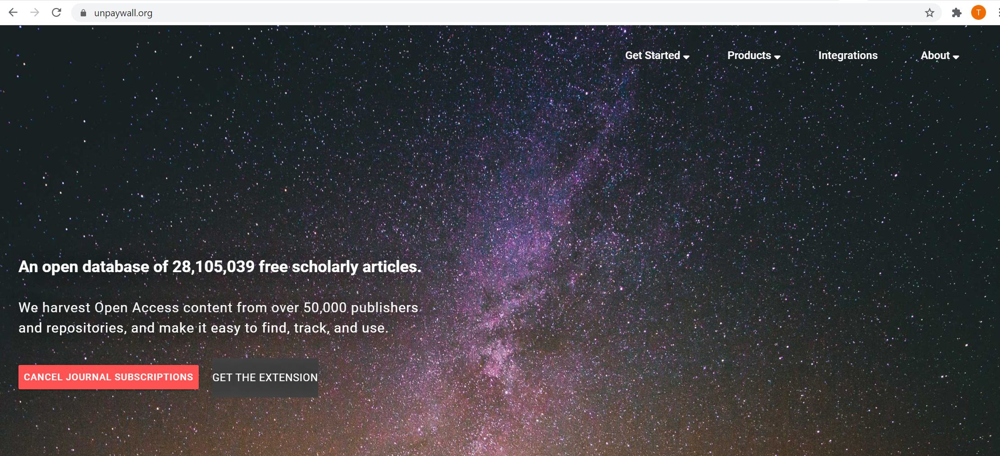 unpaywall.org
T
Get Started
Products
Integrations
About
An open database of 28,105,039 free scholarly articles.
We harvest Open Access content from over 50,000 publishers
and repositories, and make it easy to find, track, and use.
CANCEL JOURNAL SUBSCRIPTIONS
GET THE EXTENSION